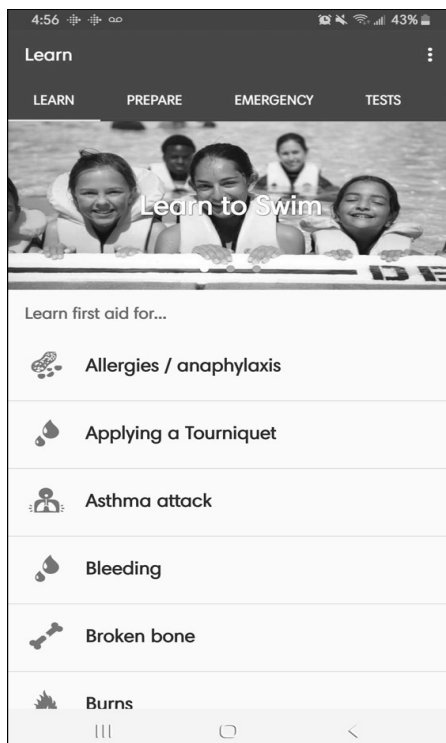 4:56 43%
Learn
LEARN PREPARE EMERGENCY TESTS
Learn to Swim
Learn first aid for...
Allergies / anaphylaxis
Applying a Tourniquet
Asthma attack
Bleeding
Broken bone
Burns